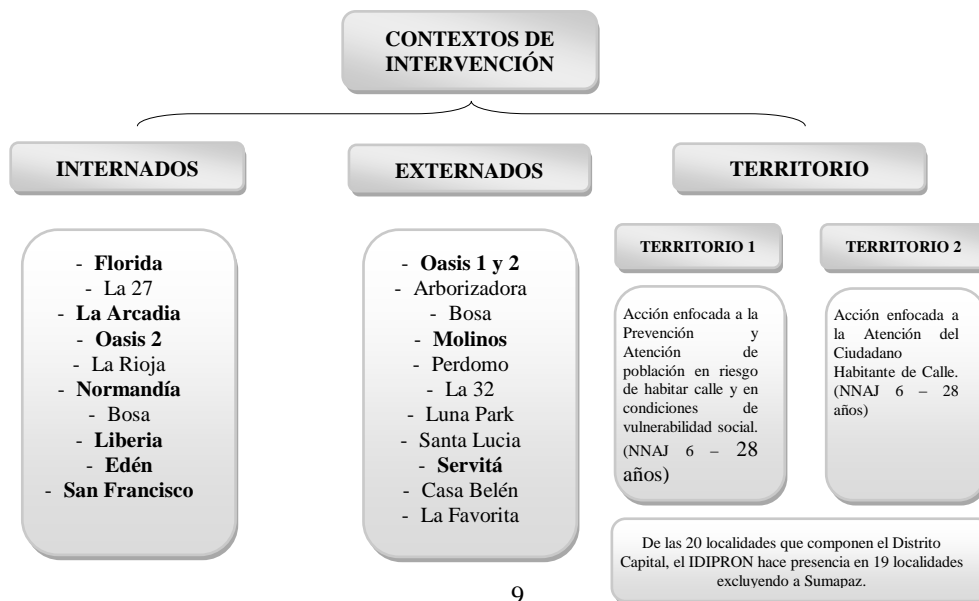 CONTEXTOS DE
INTERVENCIÓN
INTERNADOS
- Florida
- La 27
- La Arcadia
- Oasis 2
- La Rioja
- Normandía
- Bosa
- Liberia
- Edén
- San Francisco
EXTERNADOS
- Oasis 1 y 2
- Arborizadora
- Bosa
- Molinos
- Perdomo
- La 32
- Luna Park
- Santa Lucia
- Servitá
- Casa Belén
- La Favorita
TERRITORIO
TERRITORIO 1
Acción enfocada a la
Prevención y
Atención de
población en riesgo
de habitar calle y en
condiciones de
vulnerabilidad social.
(NNAJ 6 – 28
años)
TERRITORIO 2
Acción enfocada a
la Atención del
Ciudadano
Habitante de Calle.
(NNAJ 6 – 28
años)
De las 20 localidades que componen el Distrito
Capital, el IDIPRON hace presencia en 19 localidades
excluyendo a Sumapaz.
9